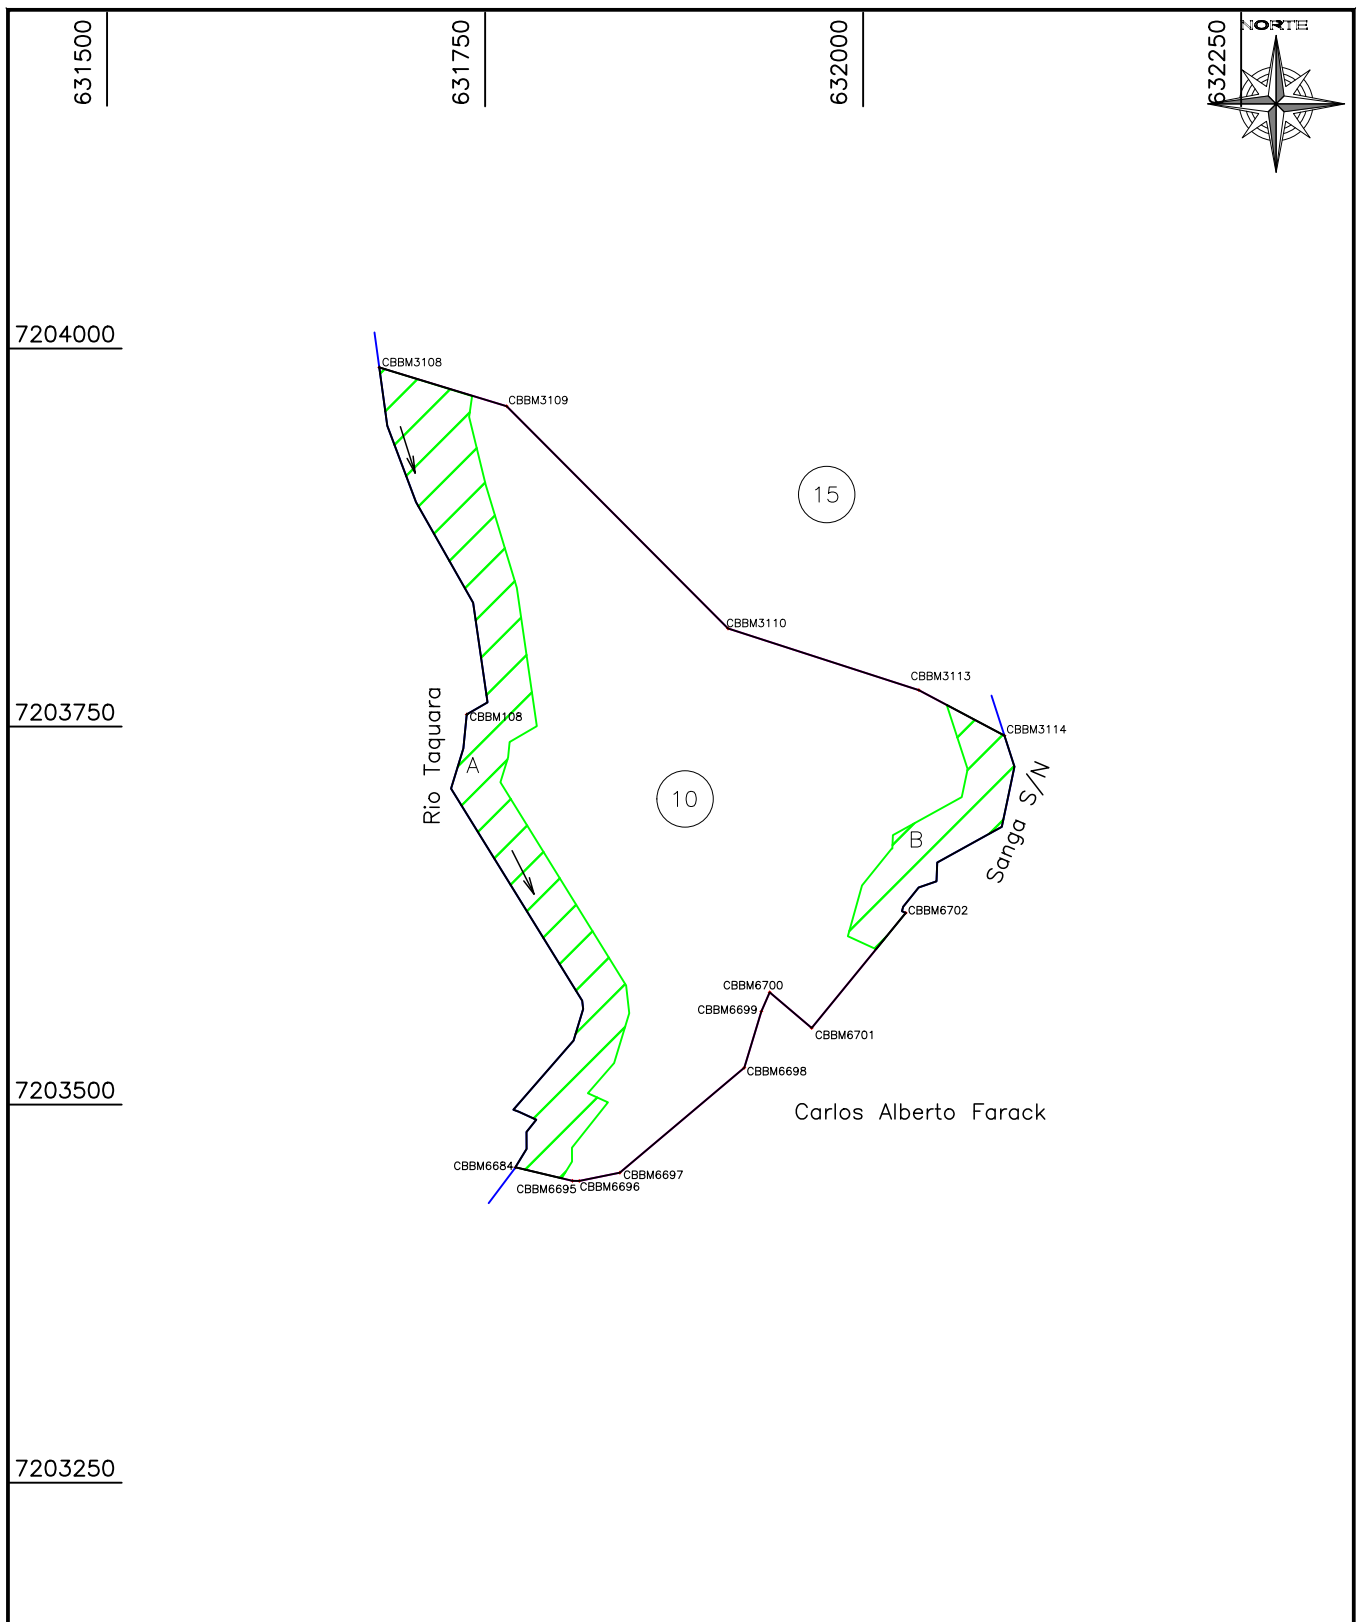 631500
631750
632000
632250
NORTE
7204000
CBBM3108
CBBM3109
15
CBBM3110
CBBM3113
7203750
CBBM108
CBBM3114
Rio Taquara
A
10
Sanga S/N
B
CBBM6702
CBBM6700
CBBM6699
CBBM6701
CBBM6698
7203500
Carlos Alberto Farack
CBBM6684
CBBM6697
CBBM6695
CBBM6696
7203250